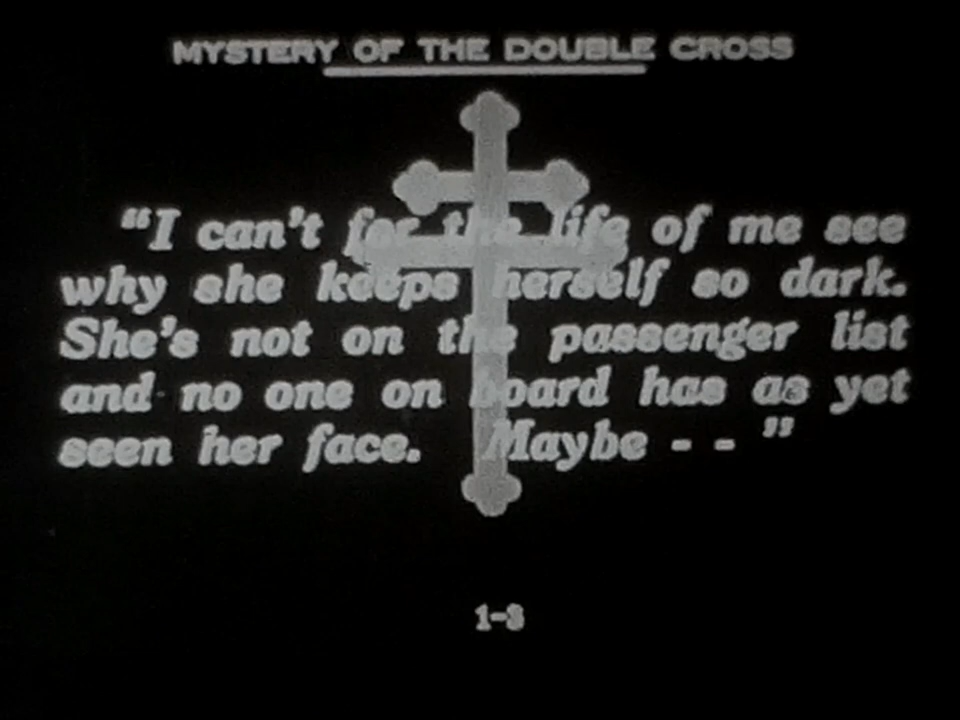 MYSTERY OF THE DOUBLE CROSS
"I can't for the life of me see
why she keeps herself so dark.
She's not on the passenger list
and no one on board has as yet
seen her face. Maybe - - "
1-3